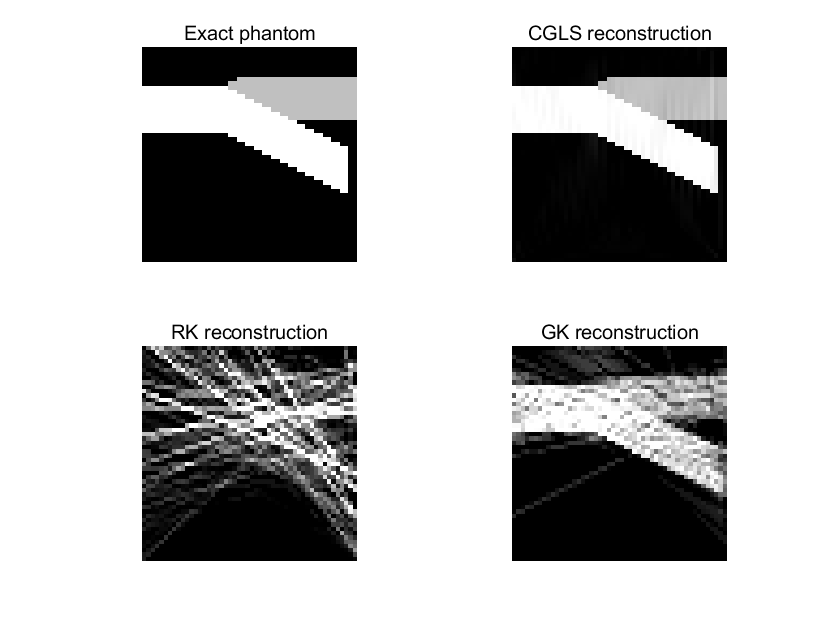 Exact phantom
CGLS reconstruction
RK reconstruction
GK reconstruction